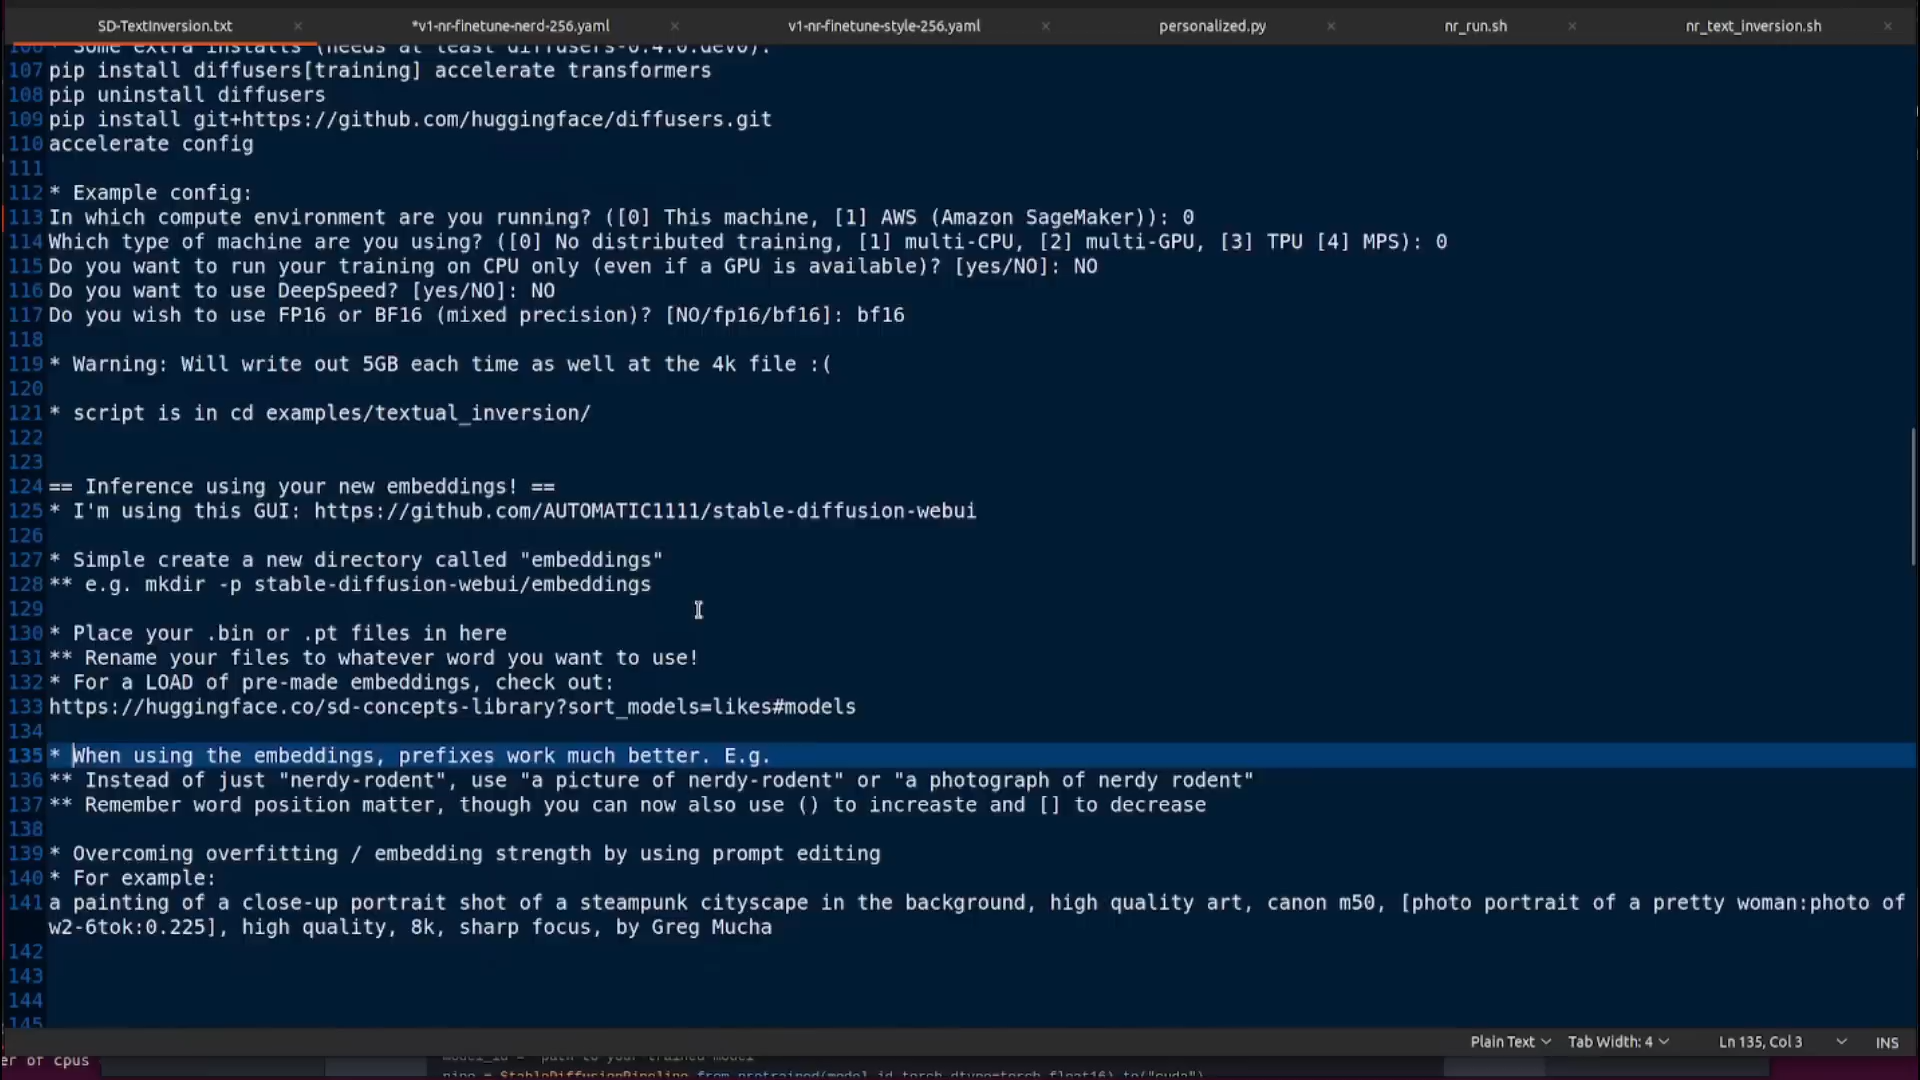 SD-TextInversion.txt
*v1-nr-finetune-nerd-256.yaml
v1-nr-finetune-style-256.yaml
personalized.py
nr_run.sh
nr_text_inversion.sh
106 * Some extra installs (needs at least diffusers-0.4.0.dev0):
107 pip install diffusers[training] accelerate transformers
108 pip uninstall diffusers
109 pip install git+https://github.com/huggingface/diffusers.git
110 accelerate config
111
112 * Example config:
113 In which compute environment are you running? ([0] This machine, [1] AWS (Amazon SageMaker)): 0
114 Which type of machine are you using? ([0] No distributed training, [1] multi-CPU, [2] multi-GPU, [3] TPU [4] MPS): 0
115 Do you want to run your training on CPU only (even if a GPU is available)? [yes/NO]: NO
116 Do you want to use DeepSpeed? [yes/NO]: NO
117 Do you wish to use FP16 or BF16 (mixed precision)? [NO/fp16/bf16]: bf16
118
119 * Warning: Will write out 5GB each time as well at the 4k file :(
120
121 * script is in cd examples/textual_inversion/
122
123
124 == Inference using your new embeddings! ==
125 * I'm using this GUI: https://github.com/AUTOMATIC1111/stable-diffusion-webui
126
127 * Simple create a new directory called "embeddings"
128 ** e.g. mkdir -p stable-diffusion-webui/embeddings
129
130 * Place your .bin or .pt files in here
131 ** Rename your files to whatever word you want to use!
132 * For a LOAD of pre-made embeddings, check out:
133 https://huggingface.co/sd-concepts-library?sort_models=likes#models
134
135 * When using the embeddings, prefixes work much better. E.g.
136 ** Instead of just "nerdy-rodent", use "a picture of nerdy-rodent" or "a photograph of nerdy rodent"
137 ** Remember word position matter, though you can now also use () to increaste and [] to decrease
138
139 * Overcoming overfitting / embedding strength by using prompt editing
140 * For example:
141 a painting of a close-up portrait shot of a steampunk cityscape in the background, high quality art, canon m50, [photo portrait of a pretty woman:photo of
w2-6tok:0.225], high quality, 8k, sharp focus, by Greg Mucha
142
143
144
145
Plain Text
Tab Width: 4
Ln 135, Col 3
INS
er of cpus